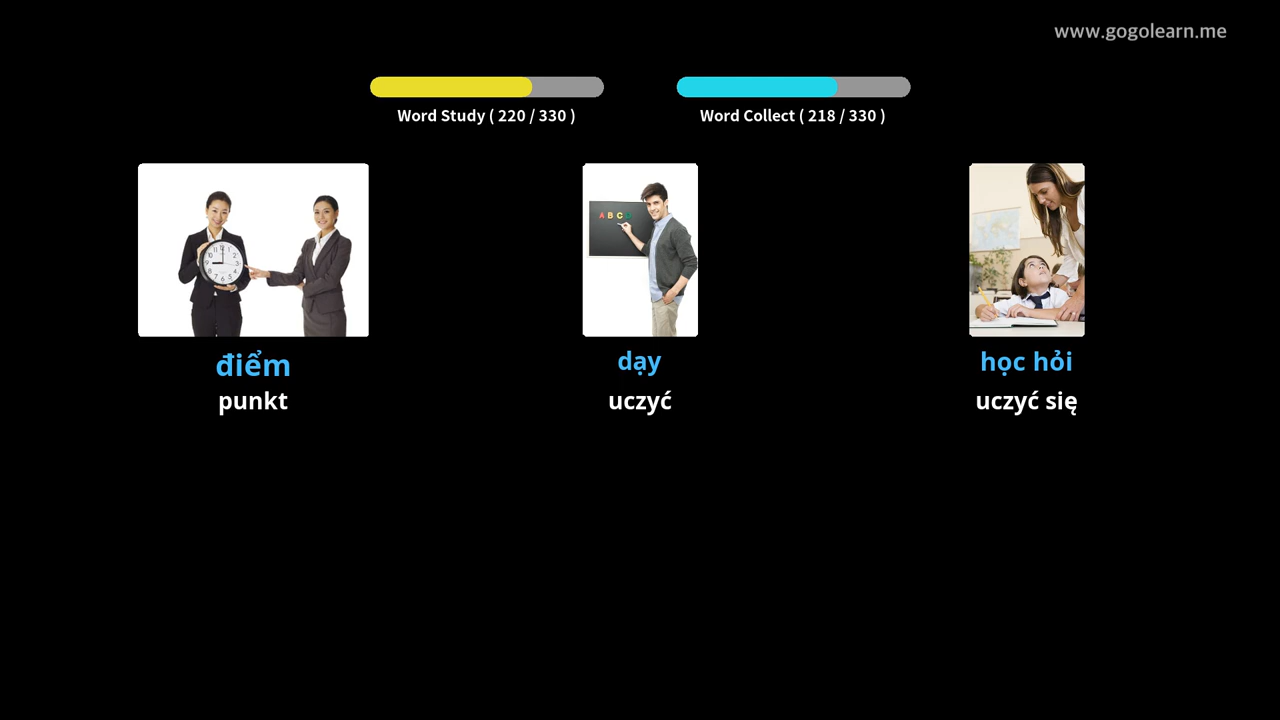 www.gogolearn.me
Word Study ( 220 / 330 )
Word Collect ( 218 / 330 )
A B C D
điểm
dạy
học hỏi
punkt
uczyć
uczyć się